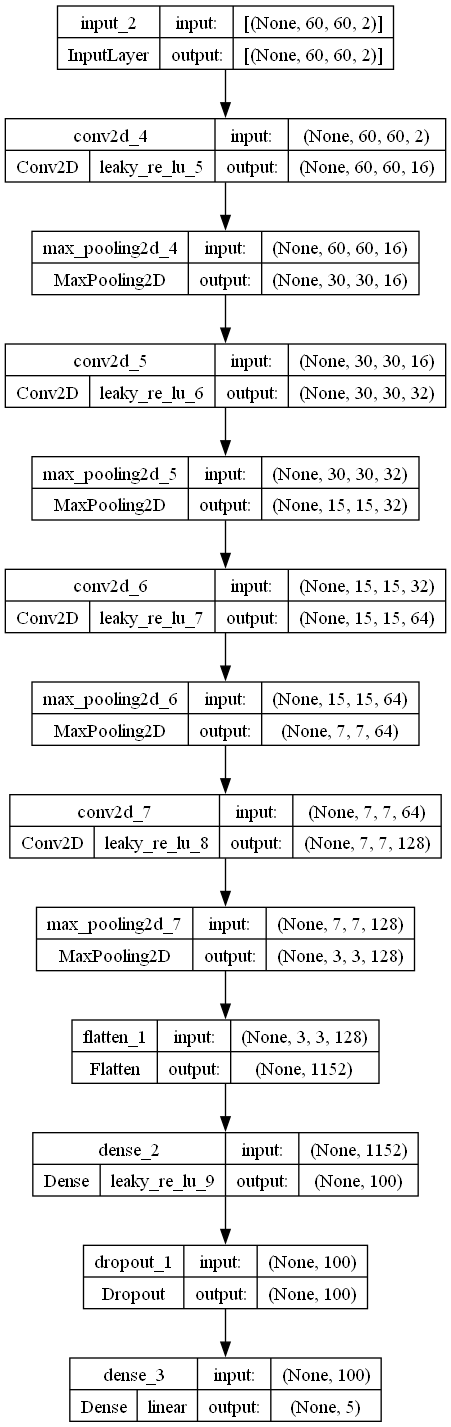 input_2 input: [(None, 60, 60, 2)]
InputLayer output: [(None, 60, 60, 2)]
conv2d_4 input: (None, 60, 60, 2)
Conv2D leaky_re_lu_5 output: (None, 60, 60, 16)
max_pooling2d_4 input: (None, 60, 60, 16)
MaxPooling2D output: (None, 30, 30, 16)
conv2d_5 input: (None, 30, 30, 16)
Conv2D leaky_re_lu_6 output: (None, 30, 30, 32)
max_pooling2d_5 input: (None, 30, 30, 32)
MaxPooling2D output: (None, 15, 15, 32)
conv2d_6 input: (None, 15, 15, 32)
Conv2D leaky_re_lu_7 output: (None, 15, 15, 64)
max_pooling2d_6 input: (None, 15, 15, 64)
MaxPooling2D output: (None, 7, 7, 64)
conv2d_7 input: (None, 7, 7, 64)
Conv2D leaky_re_lu_8 output: (None, 7, 7, 128)
max_pooling2d_7 input: (None, 7, 7, 128)
MaxPooling2D output: (None, 3, 3, 128)
flatten_1 input: (None, 3, 3, 128)
Flatten output: (None, 1152)
dense_2 input: (None, 1152)
Dense leaky_re_lu_9 output: (None, 100)
dropout_1 input: (None, 100)
Dropout output: (None, 100)
dense_3 input: (None, 100)
Dense linear output: (None, 5)